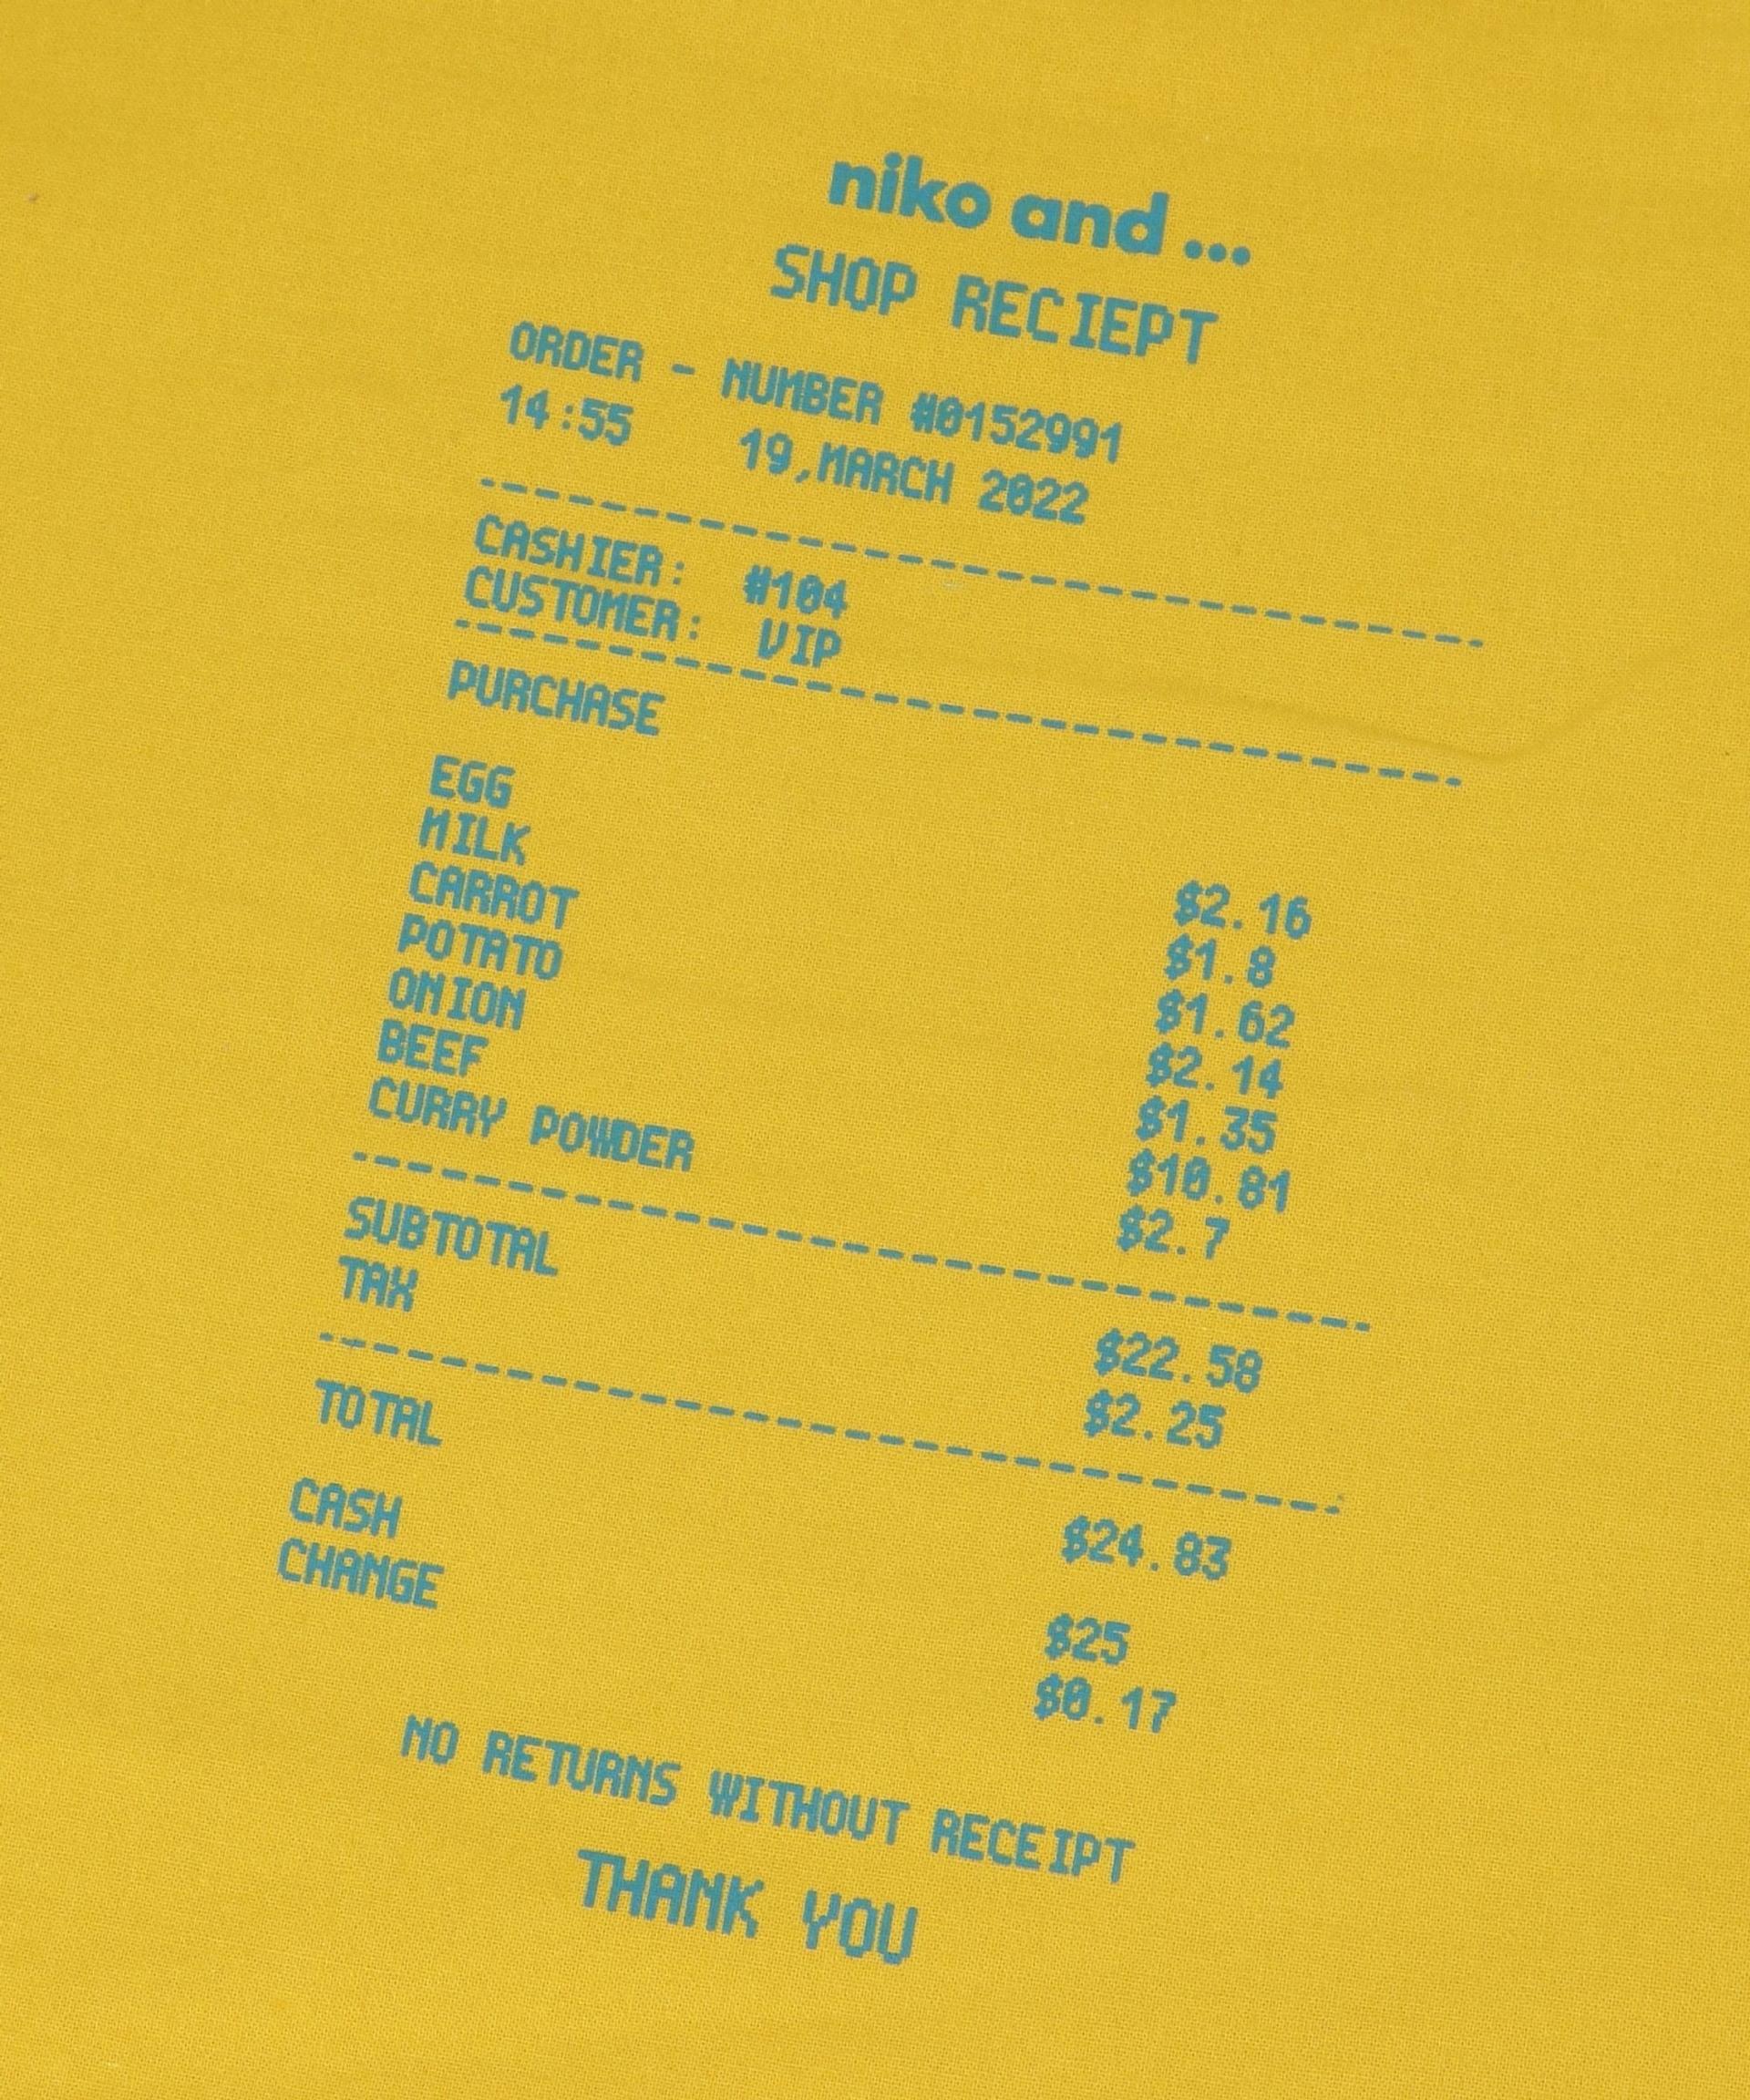 niko and ...
SHOP RECIEPT
ORDER - NUMBER #0152991
14:55 19,MARCH 2022
CASHIER: #104
CUSTOMER: VIP
PURCHASE
EGG $2.16
MILK $1.8
CARROT $1.62
POTATO $2.14
ONION $1.35
BEEF $10.81
CURRY POWDER $2.7
SUBTOTAL $22.58
TAX $2.25
TOTAL $24.83
CASH $25
CHANGE $0.17
NO RETURNS WITHOUT RECEIPT
THANK YOU